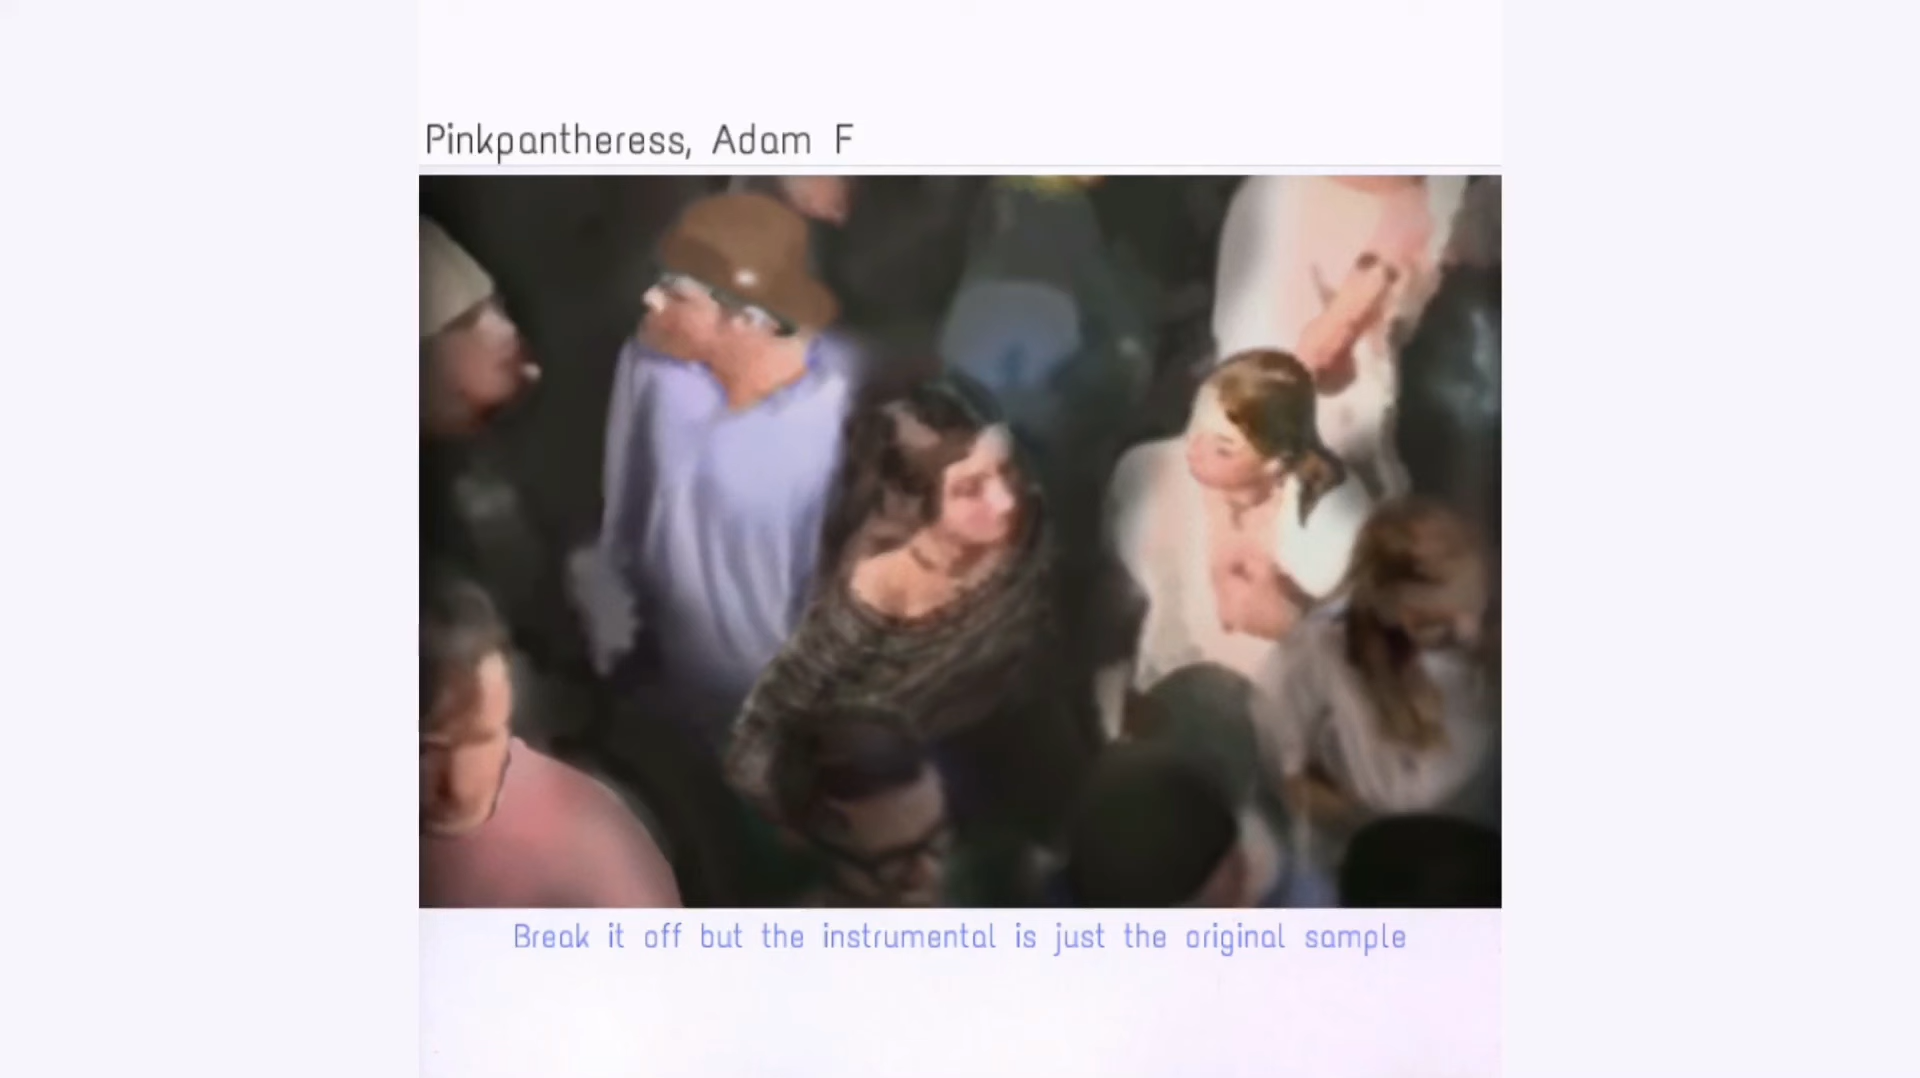 Pinkpantheress, Adam F
Break it off but the instrumental is just the original sample